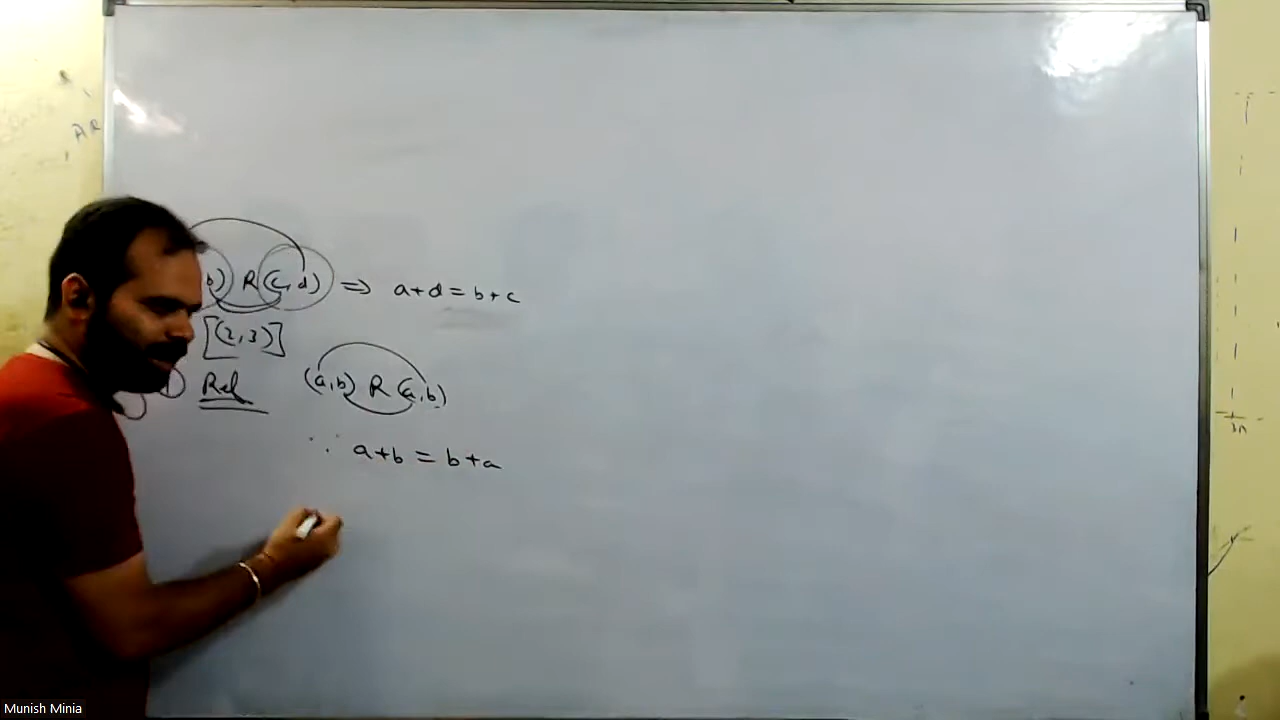 b) R (c,d) ⇒ a+d = b+c
[(2,3)]
Ref (a,b) R (a,b)
∵ a+b = b+a
Munish Minia